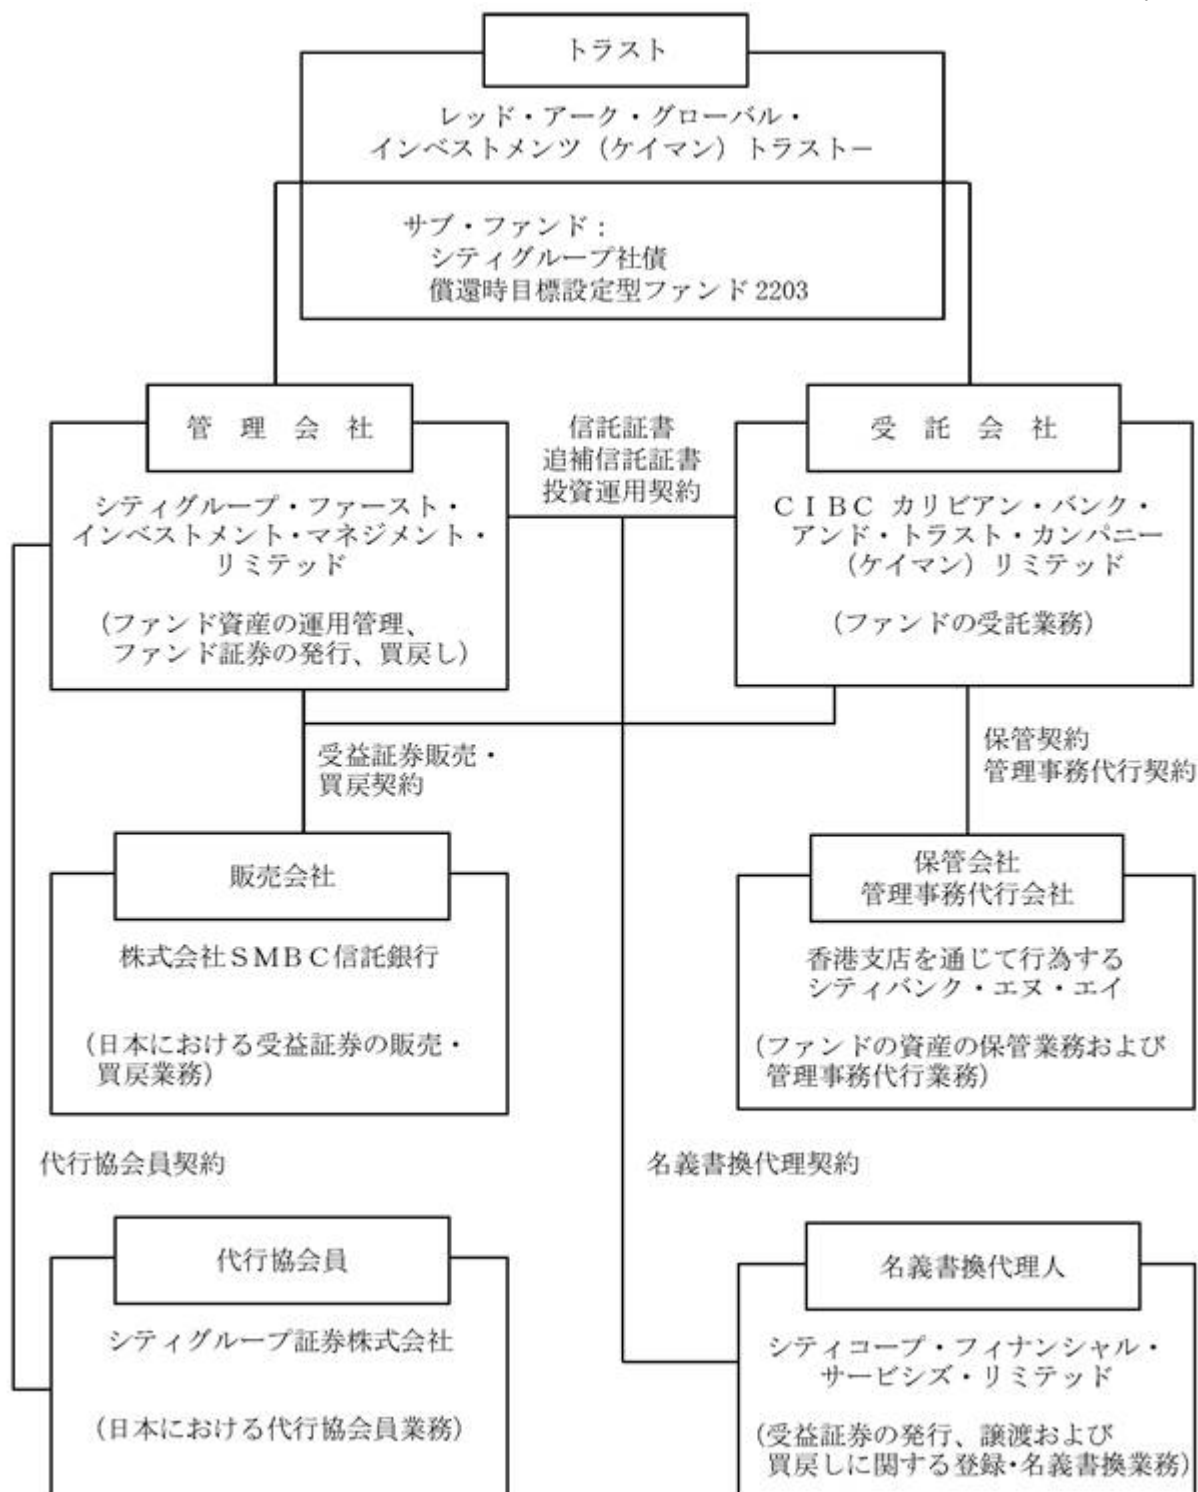 トラスト
レッド・アーク・グローバル・
インベストメンツ（ケイマン）トラストー
サブ・ファンド：
シティグループ社債
償還時目標設定型ファンド2203
管理会社
シティグループ・ファースト・
インベストメント・マネジメント・
リミテッド
（ファンド資産の運用管理、
ファンド証券の発行、買戻し）
信託証書
追補信託証書
投資運用契約
受託会社
ＣＩＢＣ カリビアン・バンク・
アンド・トラスト・カンパニー
（ケイマン）リミテッド
（ファンドの受託業務）
受益証券販売・
買戻契約
保管契約
管理事務代行契約
販売会社
株式会社ＳＭＢＣ信託銀行
（日本における受益証券の販売・
買戻業務）
保管会社
管理事務代行会社
香港支店を通じて行為する
シティバンク・エヌ・エイ
（ファンドの資産の保管業務および
管理事務代行業務）
代行協会員契約
名義書換代理契約
代行協会員
シティグループ証券株式会社
（日本における代行協会員業務）
名義書換代理人
シティコープ・フィナンシャル・
サービシズ・リミテッド
（受益証券の発行、譲渡および
買戻しに関する登録・名義書換業務）